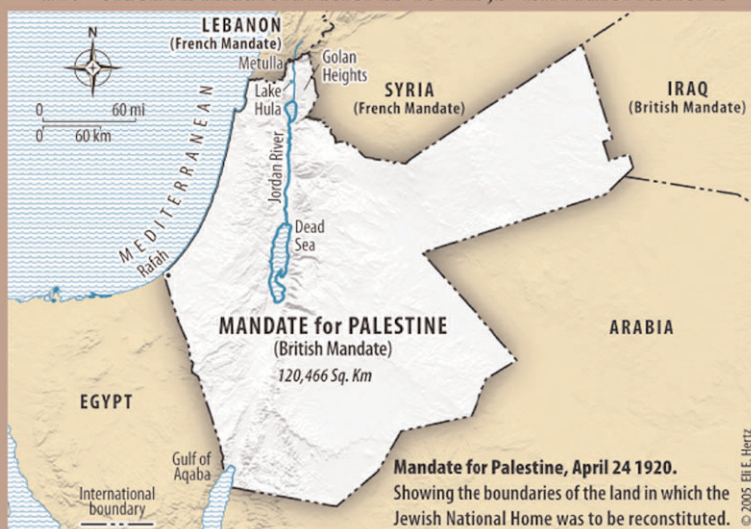 LEBANON
(French Mandate)
Metulla
Golan
Heights
N
0 60 mi
0 60 km
Lake
Hula
SYRIA
(French Mandate)
IRAQ
(British Mandate)
MEDITERRANEAN
Jordan River
Dead
Sea
Rafah
MANDATE for PALESTINE
(British Mandate)
120,466 Sq. Km
ARABIA
EGYPT
Gulf of
Aqaba
International
boundary
Mandate for Palestine, April 24 1920.
Showing the boundaries of the land in which the
Jewish National Home was to be reconstituted.
© 2005 Eli E. Hertz